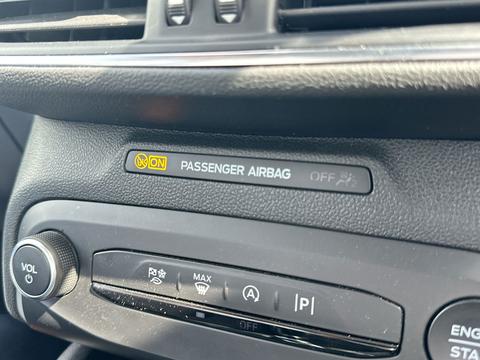 ON PASSENGER AIRBAG OFF
VOL
MAX
A
P
OFF
ENG
STA